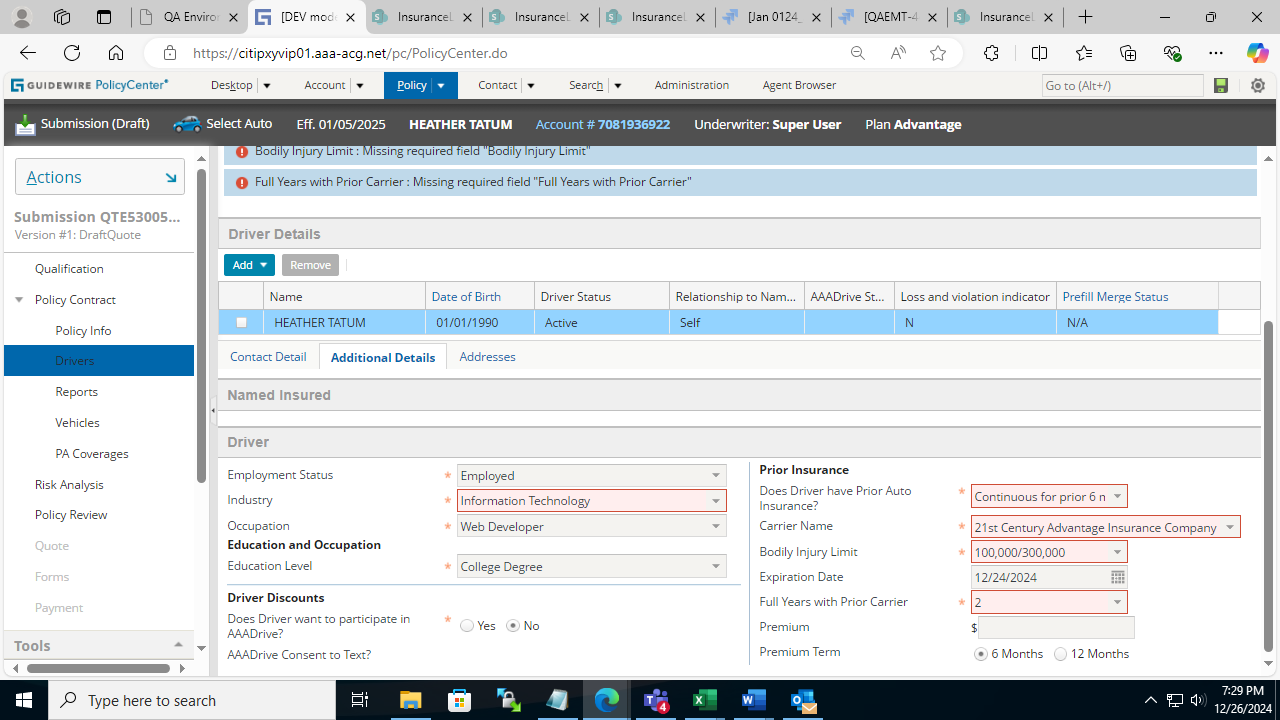 QA Environ
[DEV mode
InsuranceL
InsuranceL
InsuranceL
[Jan 0124_
[QAEMT-4
InsuranceL
https://citipxyvip01.aaa-acg.net/pc/PolicyCenter.do
GUIDEWIRE PolicyCenter®
Desktop
Account
Policy
Contact
Search
Administration
Agent Browser
Go to (Alt+/)
Submission (Draft)
Select Auto
Eff. 01/05/2025
HEATHER TATUM
Account # 7081936922
Underwriter: Super User
Plan Advantage
Actions
Submission QTE53005...
Version #1: DraftQuote
Qualification
Policy Contract
Policy Info
Drivers
Reports
Vehicles
PA Coverages
Risk Analysis
Policy Review
Quote
Forms
Payment
Tools
Bodily Injury Limit : Missing required field "Bodily Injury Limit"
Full Years with Prior Carrier : Missing required field "Full Years with Prior Carrier"
Driver Details
Add
Remove
Name Date of Birth Driver Status Relationship to Nam... AAADrive St... Loss and violation indicator Prefill Merge Status
HEATHER TATUM 01/01/1990 Active Self N N/A
Contact Detail Additional Details Addresses
Named Insured
Driver
Employment Status * Employed
Industry * Information Technology
Occupation * Web Developer
Education and Occupation
Education Level * College Degree
Driver Discounts
Does Driver want to participate in
AAADrive? * Yes No
AAADrive Consent to Text?
Prior Insurance
Does Driver have Prior Auto
Insurance? * Continuous for prior 6 n
Carrier Name * 21st Century Advantage Insurance Company
Bodily Injury Limit * 100,000/300,000
Expiration Date 12/24/2024
Full Years with Prior Carrier * 2
Premium $
Premium Term 6 Months 12 Months
Type here to search
4
7:29 PM
12/26/2024